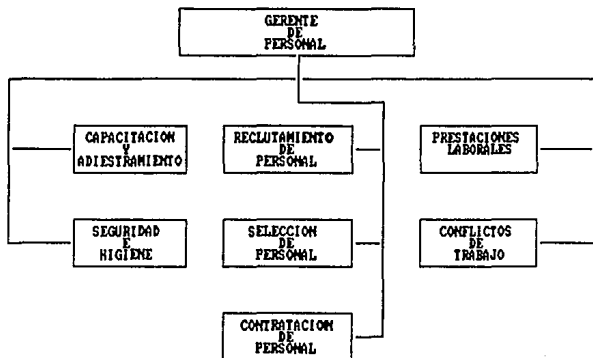 GERENTE
DE
PERSONAL
CAPACITACION
Y
ADIESTRAMIENTO
RECLUTAMIENTO
DE
PERSONAL
PRESTACIONES
LABORALES
SEGURIDAD
E
HIGIENE
SELECCION
DE
PERSONAL
CONFLICTOS
DE
TRABAJO
CONTRATACION
DE
PERSONAL